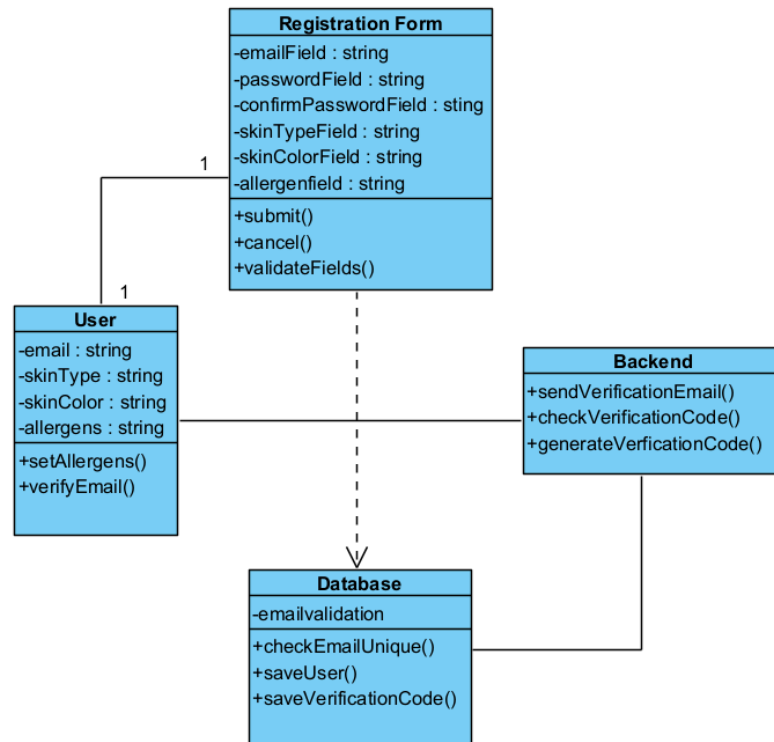 Registration Form
-emailField : string
-passwordField : string
-confirmPasswordField : sting
-skinTypeField : string
-skinColorField : string
-allergenfield : string
+submit()
+cancel()
+validateFields()
1
1
User
-email : string
-skinType : string
-skinColor : string
-allergens : string
+setAllergens()
+verifyEmail()
Backend
+sendVerificationEmail()
+checkVerificationCode()
+generateVerficationCode()
Database
-emailvalidation
+checkEmailUnique()
+saveUser()
+saveVerificationCode()